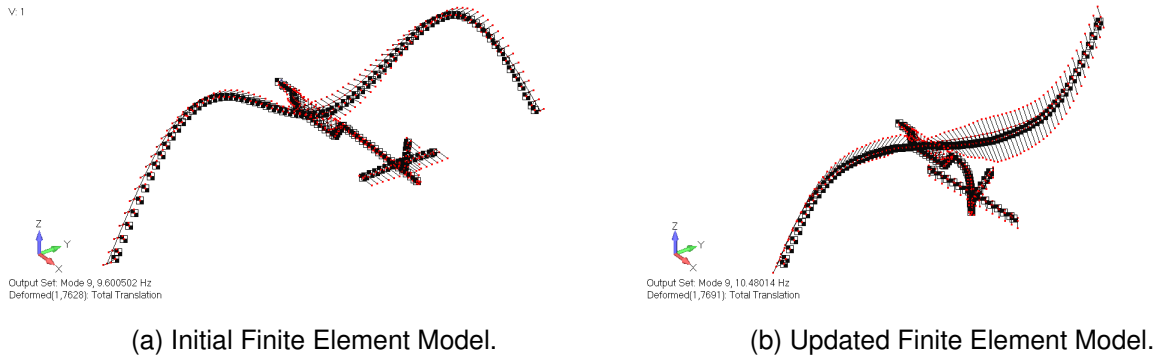 V: 1
Z
Y
X
Output Set: Mode 9, 9.600502 Hz
Deformed(1,7628): Total Translation
(a) Initial Finite Element Model.
Z
Y
X
Output Set: Mode 9, 10.48014 Hz
Deformed(1,7691): Total Translation
(b) Updated Finite Element Model.